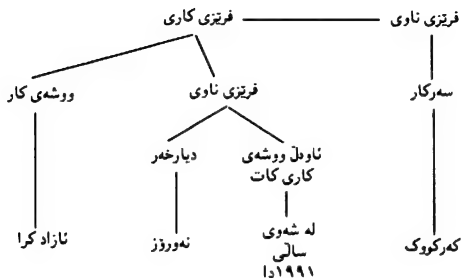 فرێزی ناوی فرێزی کاری
سەرکار فرێزی ناوی ووشەی کار
ئاوەڵ ووشەی کاری کات دیارخەر
لە شەوی ساڵی ١٩٩١دا نەورۆز
کەرکووک ئازاد کرا